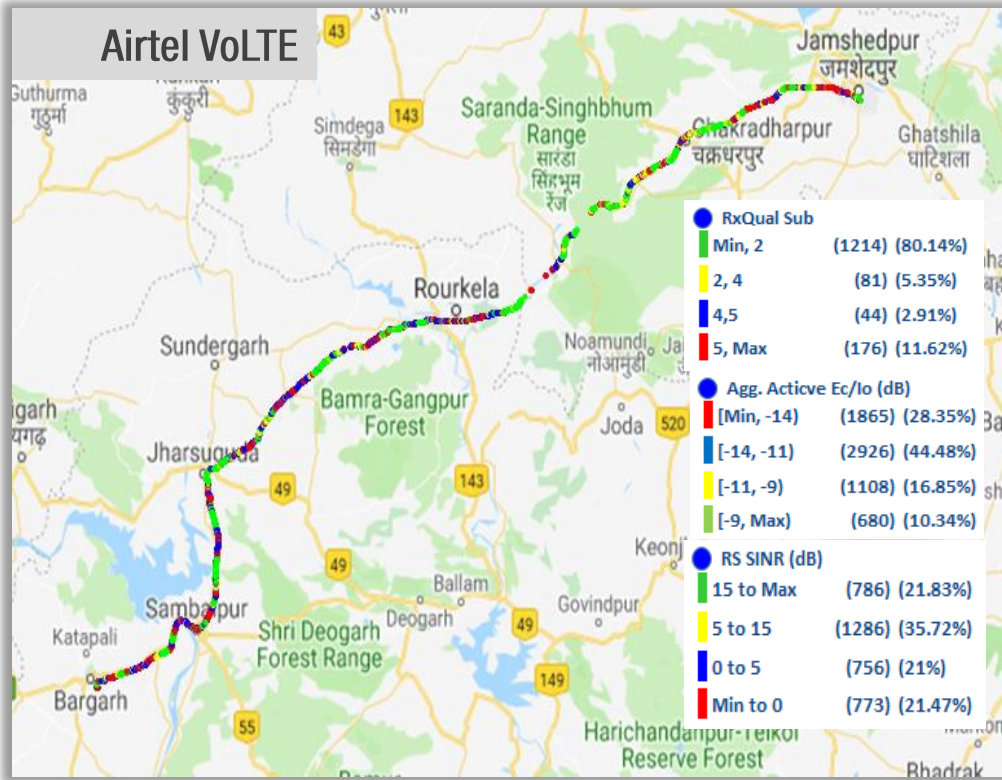 Airtel VoLTE
43
Jamshedpur
जमशेदपुर
Guthurma
गुठुर्मा
कुंकुरी
143
Simdega
सिमडेगा
Saranda-Singhbhum
Range
सारंडा
सिंहभूम
रेंज
Chakradharpur
चक्रधरपुर
Ghatshila
घाटिशला
RxQual Sub
Min, 2 (1214) (80.14%)
2, 4 (81) (5.35%)
4,5 (44) (2.91%)
5, Max (176) (11.62%)
Rourkela
Sundergarh
Noamundi
नोआमुंडी
Agg. Acticve Ec/Io (dB)
[Min, -14) (1865) (28.35%)
[-14, -11) (2926) (44.48%)
[-11, -9) (1108) (16.85%)
[-9, Max) (680) (10.34%)
Bamra-Gangpur
Forest
Joda
520
Jharsuguda
49
143
RS SINR (dB)
15 to Max (786) (21.83%)
5 to 15 (1286) (35.72%)
0 to 5 (756) (21%)
Min to 0 (773) (21.47%)
49
Ballam
Deogarh
Govindpur
Sambalpur
49
Katapali
Shri Deogarh
Forest Range
Bargarh
149
55
Harichandanpur-Telkoi
Reserve Forest
Bhadrak